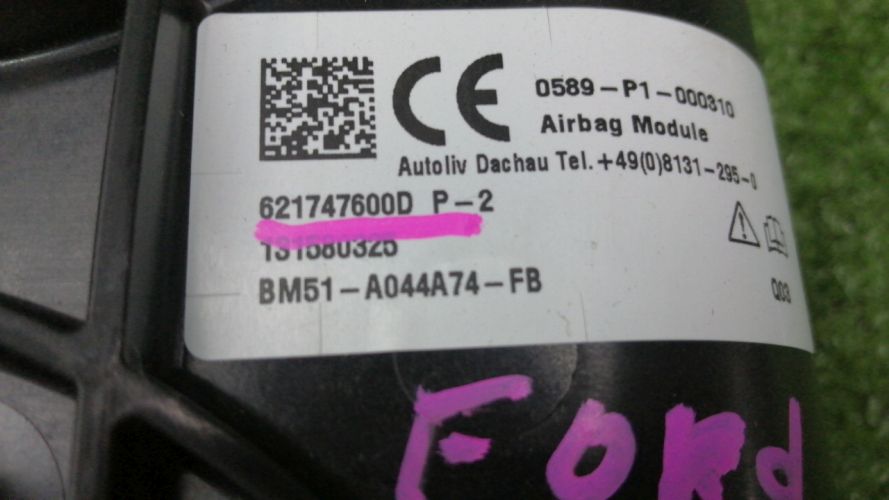 CE 0589-P1-000310
Airbag Module
Autoliv Dachau Tel.+49(0)8131-295-0
621747600D P-2
131580325
BM51-A044A74-FB
Q03
Ford